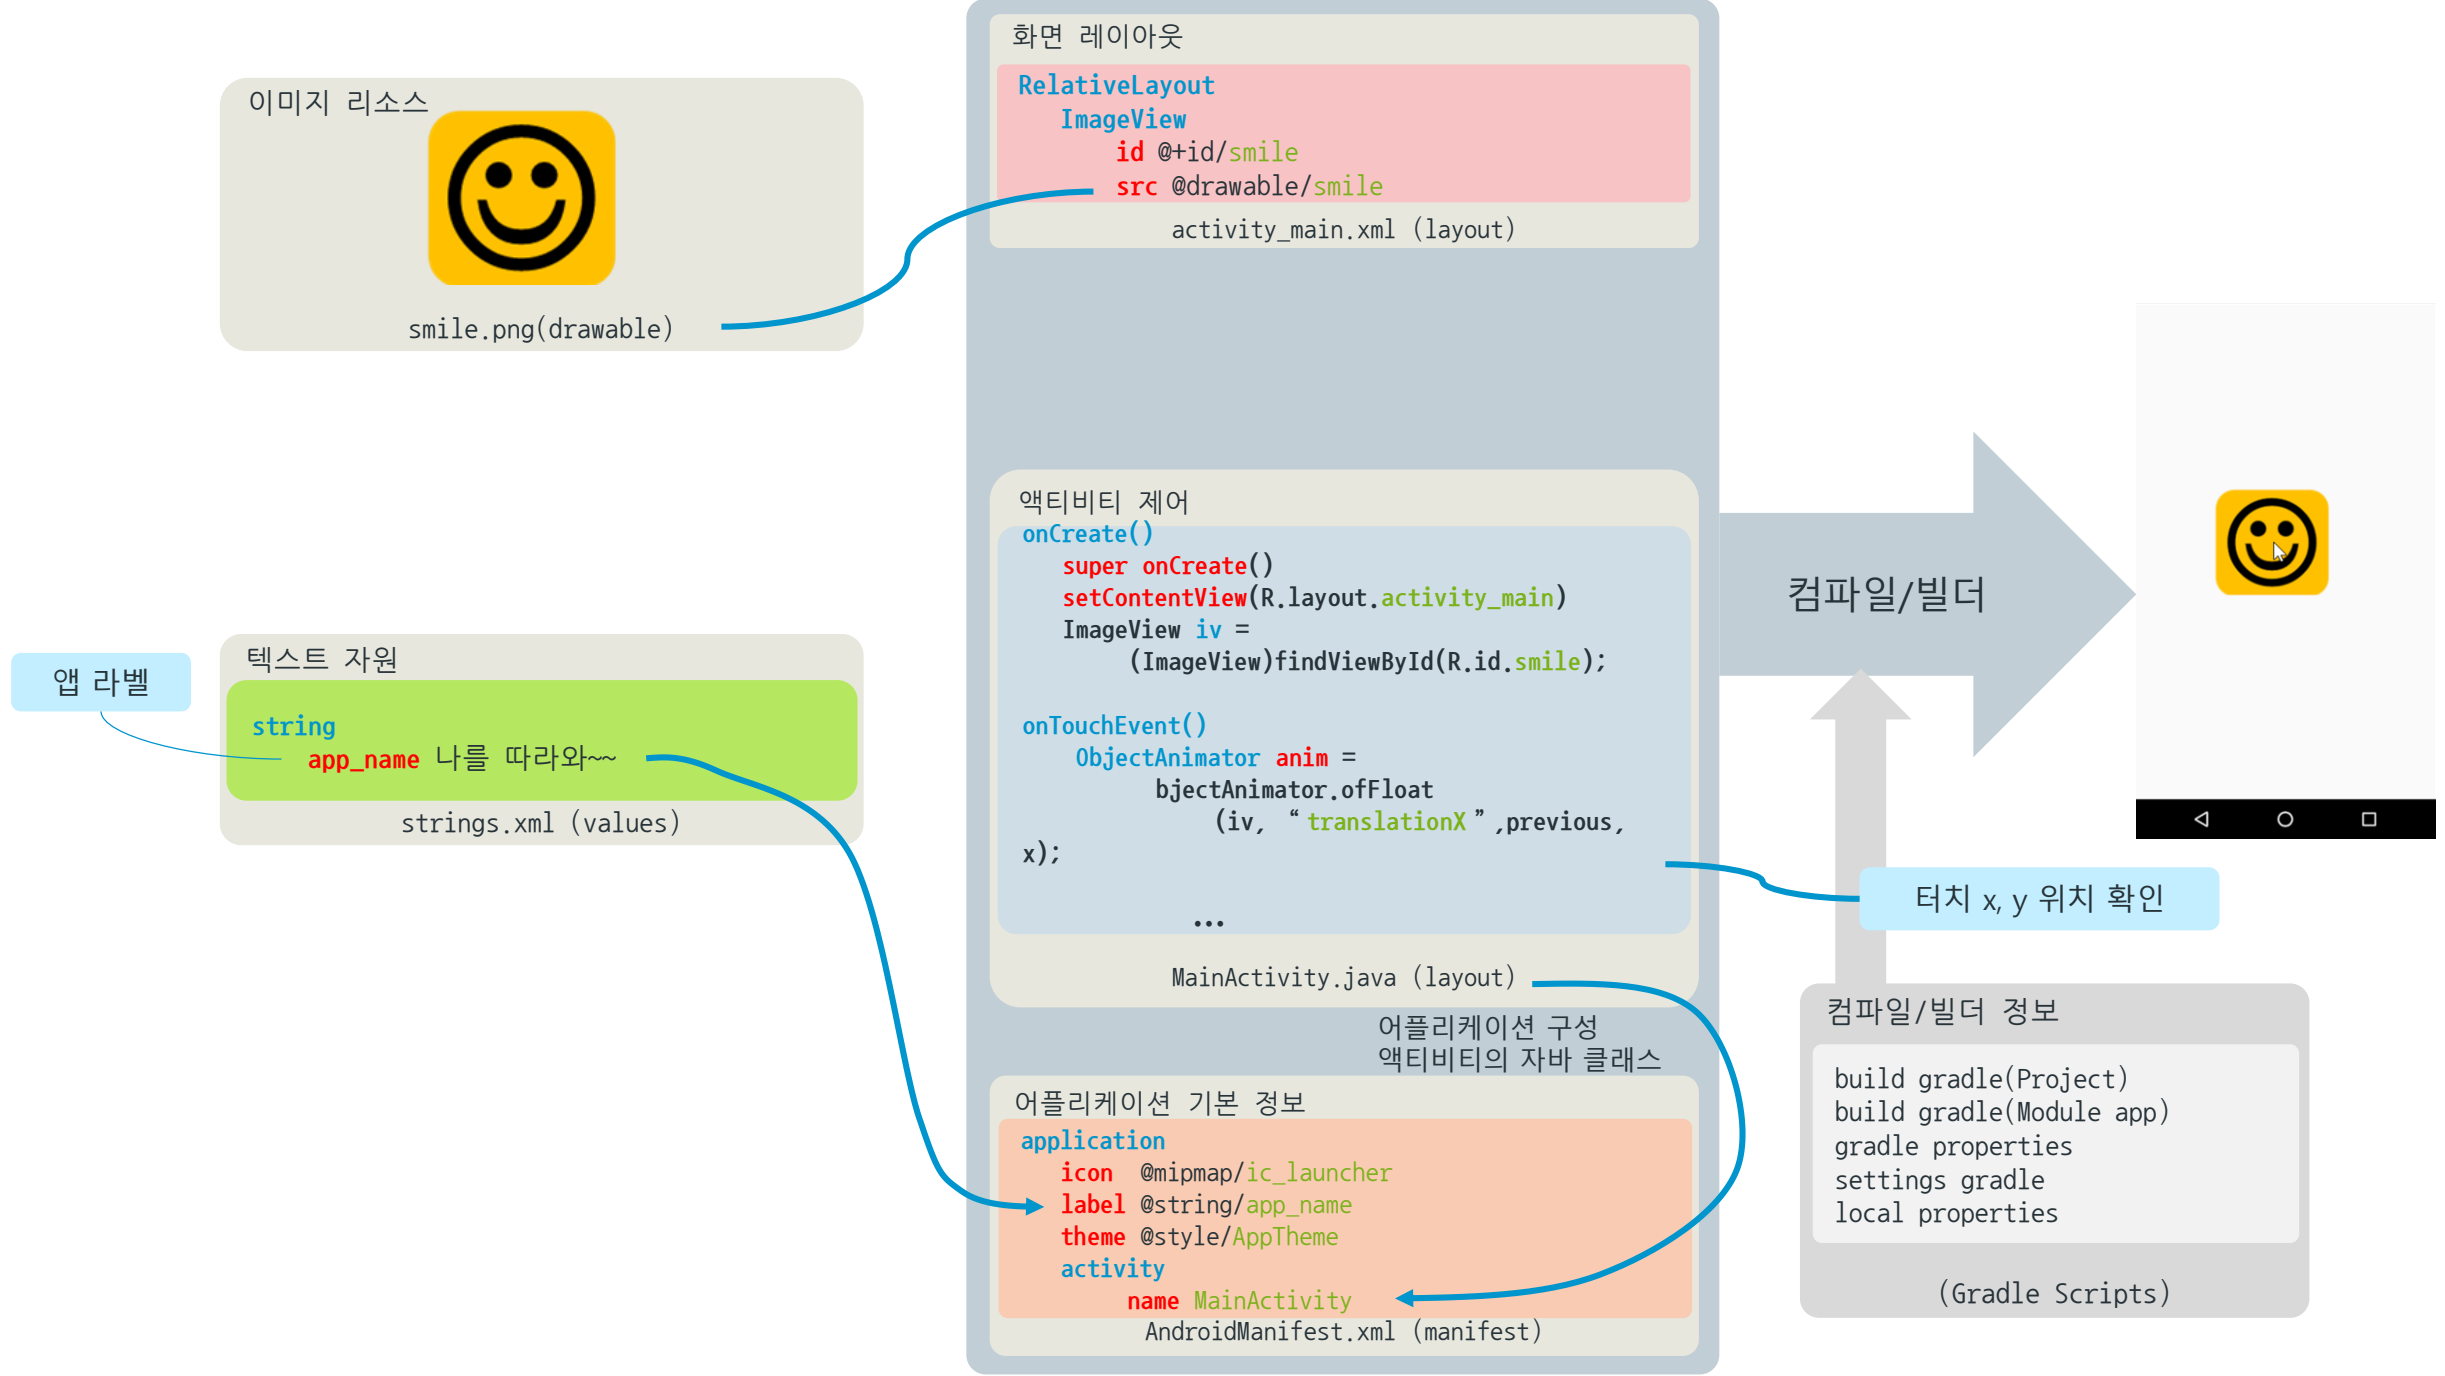 이미지 리소스
smile.png(drawable)
앱 라벨
텍스트 자원
string
app_name 나를 따라와~~
strings.xml (values)
화면 레이아웃
RelativeLayout
ImageView
id @+id/smile
src @drawable/smile
activity_main.xml (layout)
액티비티 제어
onCreate()
super onCreate()
setContentView(R.layout.activity_main)
ImageView iv =
(ImageView)findViewById(R.id.smile);
onTouchEvent()
ObjectAnimator anim =
bjectAnimator.ofFloat
(iv, “translationX”,previous,
x);
...
MainActivity.java (layout)
어플리케이션 구성
액티비티의 자바 클래스
어플리케이션 기본 정보
application
icon @mipmap/ic_launcher
label @string/app_name
theme @style/AppTheme
activity
name MainActivity
AndroidManifest.xml (manifest)
컴파일/빌더
터치 x, y 위치 확인
컴파일/빌더 정보
build gradle(Project)
build gradle(Module app)
gradle properties
settings gradle
local properties
(Gradle Scripts)